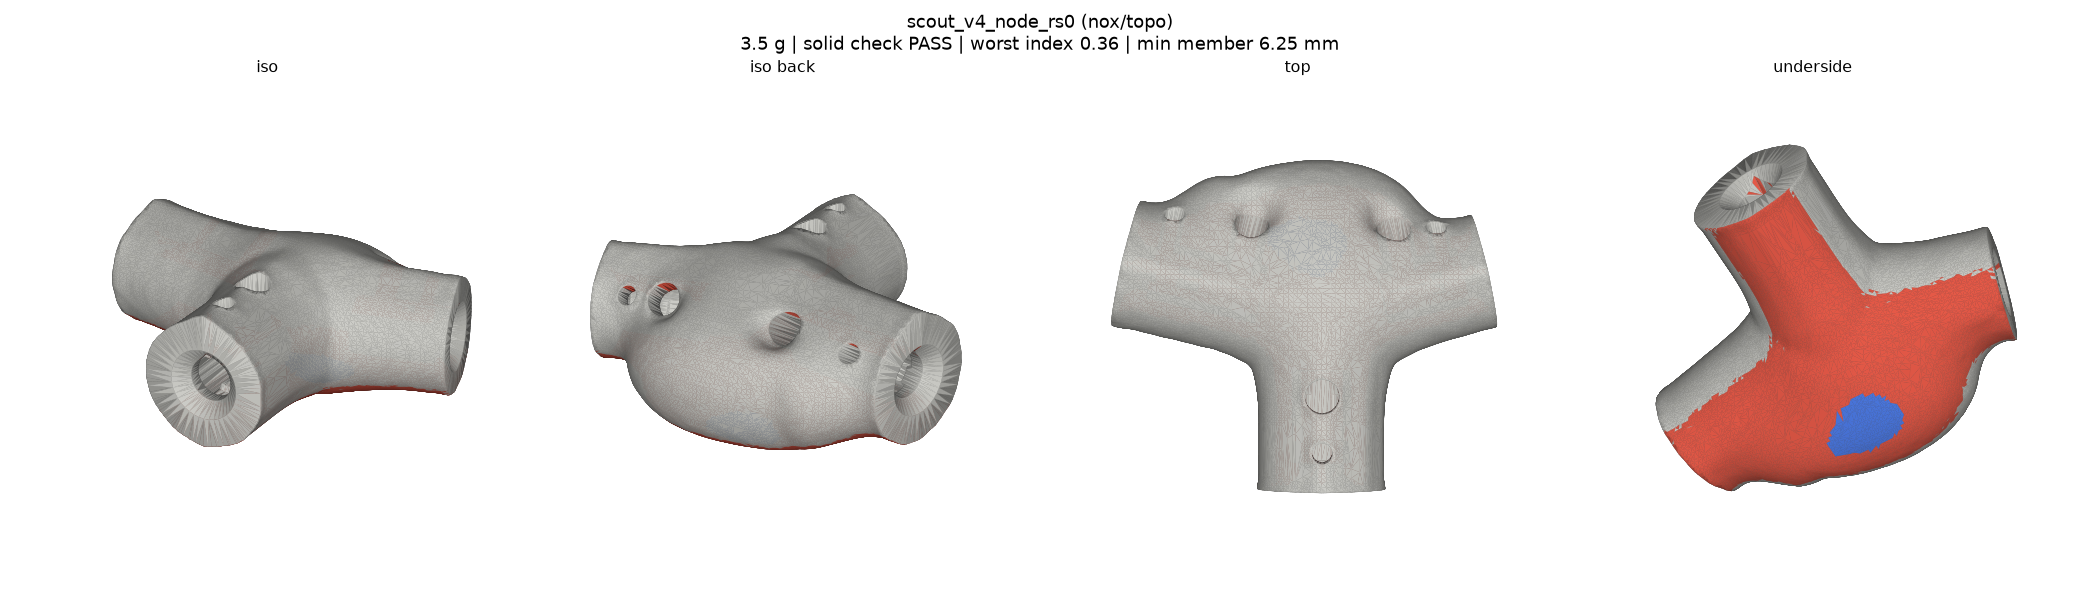 scout_v4_node_rs0 (nox/topo)
3.5 g | solid check PASS | worst index 0.36 | min member 6.25 mm
iso
iso back
top
underside